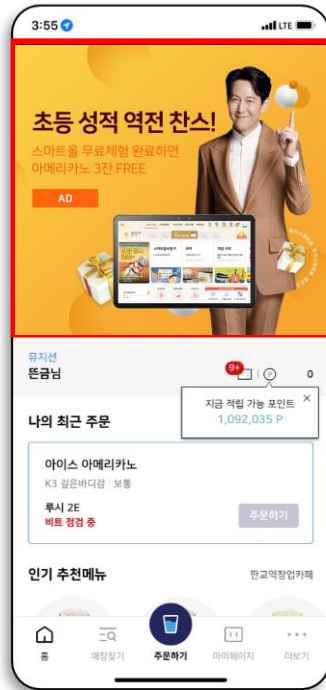 3:55
LTE
초등 성적 역전 찬스!
스마트올 무료체험 완료하면
아메리카노 3잔 FREE
AD
뮤지션
뜬금님
9+
P
0
지금 적립 가능 포인트 ×
1,092,035 P
나의 최근 주문
아이스 아메리카노
K3 깊은바디감 | 보통
루시 2E
비트 점검 중
주문하기
인기 추천메뉴
판교역창업카페
홈
매장찾기
주문하기
마이페이지
더보기